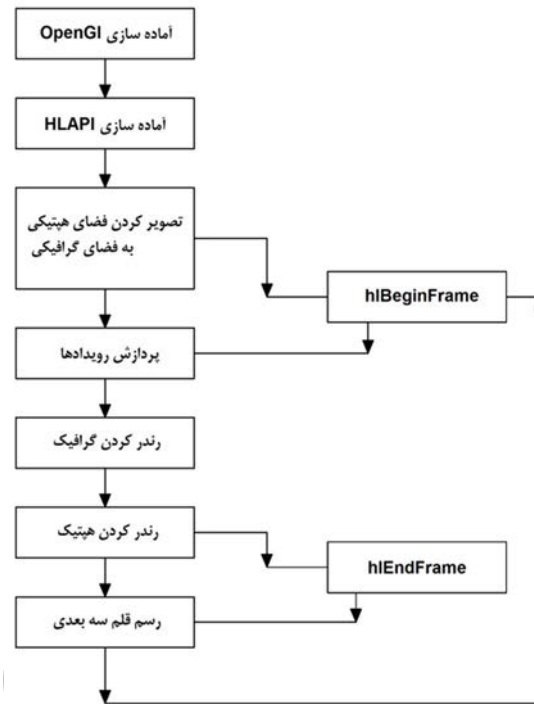 آماده سازی OpenGl
آماده سازی HLAPI
تصویر کردن فضای هپتیکی
به فضای گرافیکی
hlBeginFrame
پردازش رویدادها
رندر کردن گرافیک
رندر کردن هپتیک
hlEndFrame
رسم قلم سه بعدی